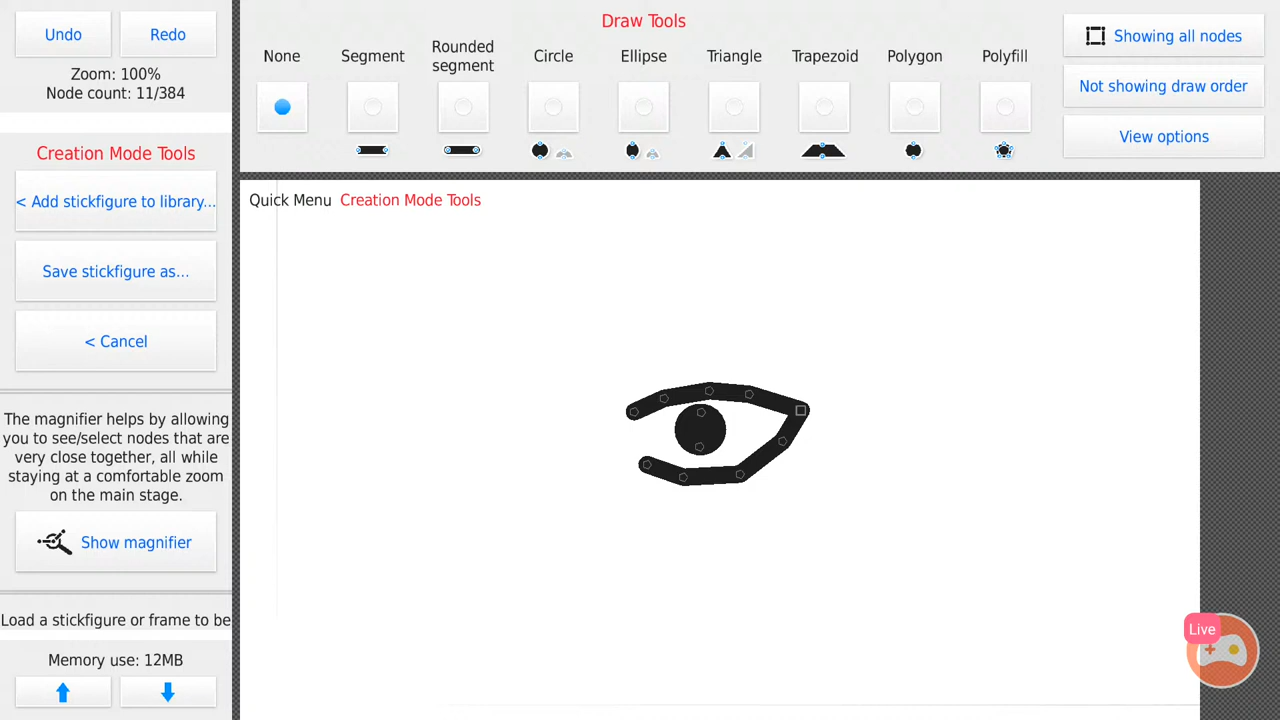 Undo
Redo
Zoom: 100%
Node count: 11/384
Creation Mode Tools
< Add stickfigure to library...
Save stickfigure as...
< Cancel
The magnifier helps by allowing
you to see/select nodes that are
very close together, all while
staying at a comfortable zoom
on the main stage.
Show magnifier
Load a stickfigure or frame to be
Memory use: 12MB
Draw Tools
None
Segment
Rounded
segment
Circle
Ellipse
Triangle
Trapezoid
Polygon
Polyfill
Showing all nodes
Not showing draw order
View options
Quick Menu Creation Mode Tools
Live